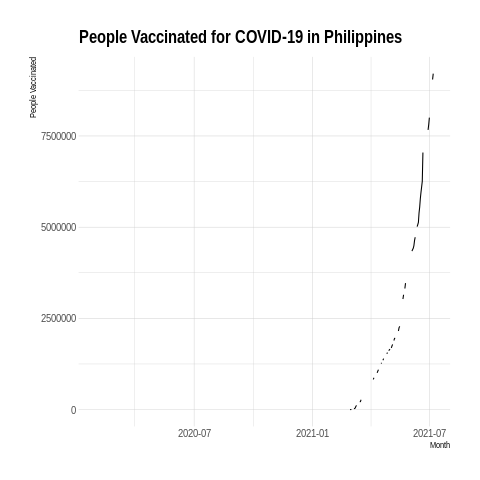 People Vaccinated for COVID-19 in Philippines
People Vaccinated
7500000
5000000
2500000
0
2020-07
2021-01
2021-07
Month